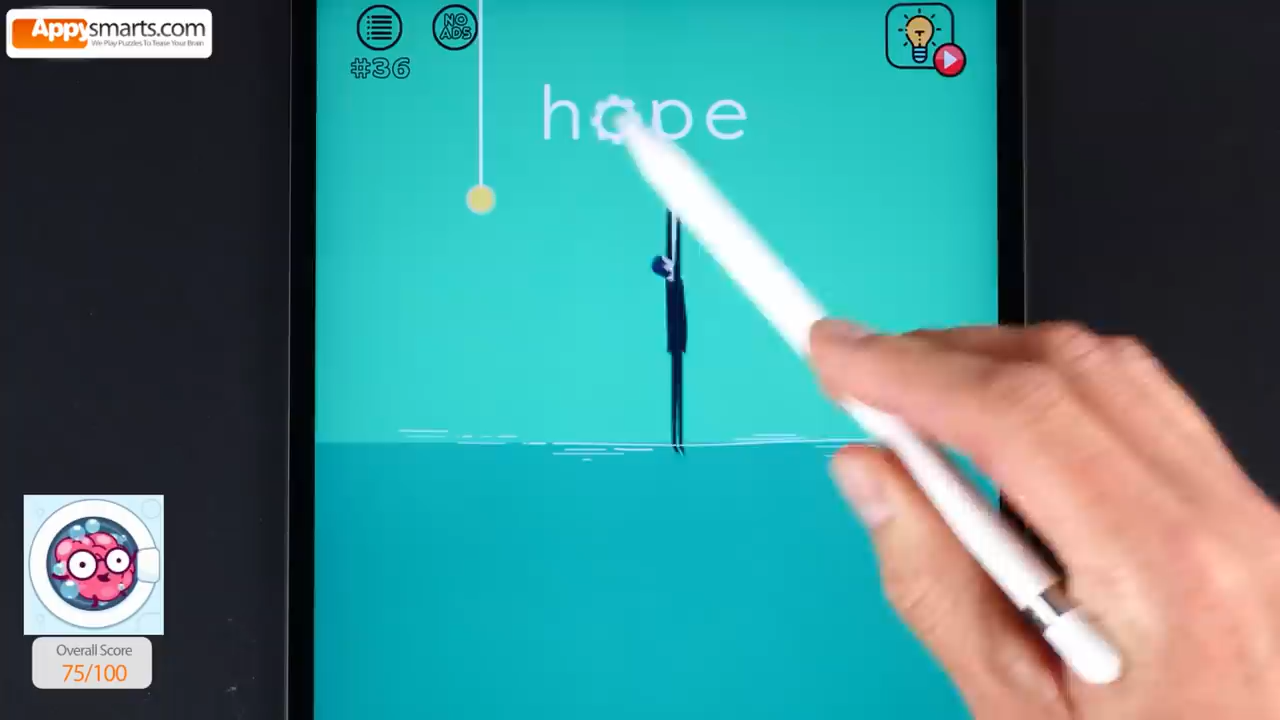 Appysmarts.com
We Play Puzzles To Tease Your Brain
NO
ADS
#36
hope
Overall Score
75/100